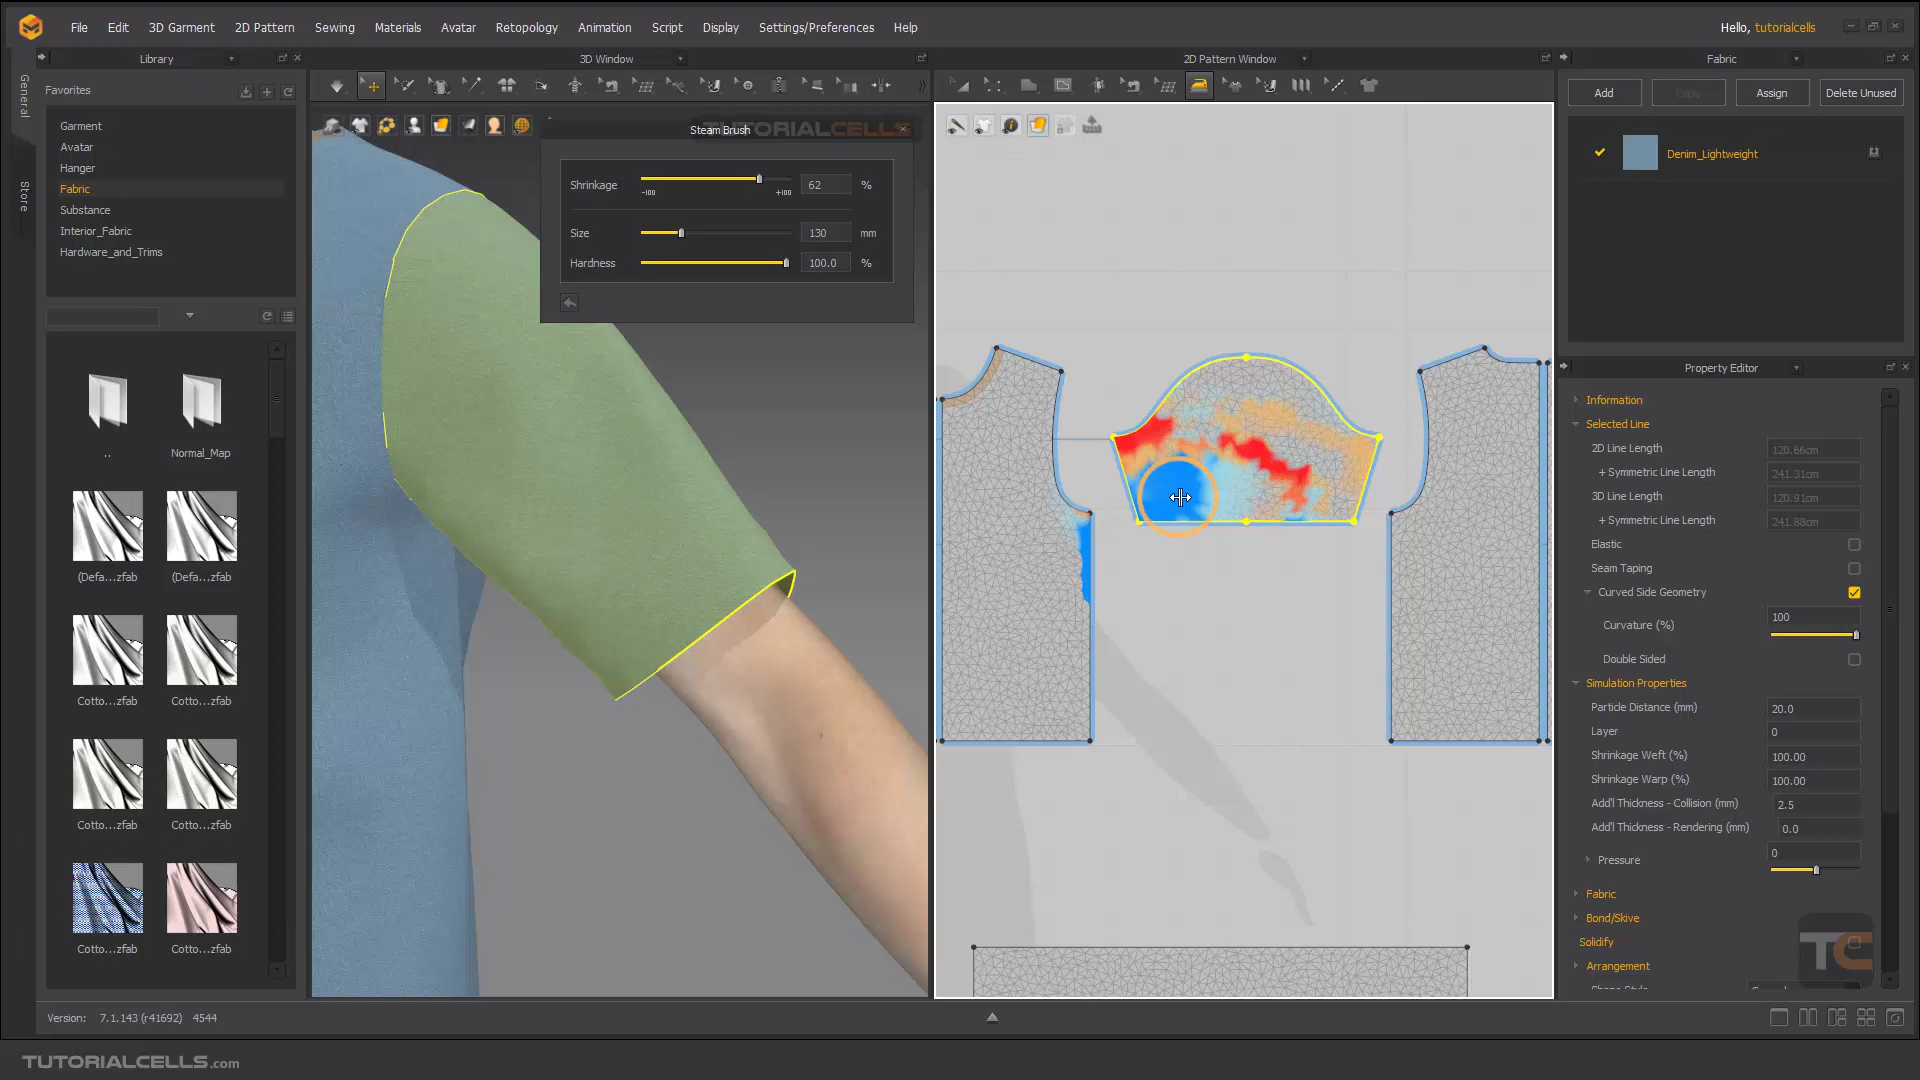 File Edit 3D Garment 2D Pattern Sewing Materials Avatar Retopology Animation Script Display Settings/Preferences Help
Hello, tutorialcells
Library
3D Window
2D Pattern Window
Fabric
General
Store
Favorites
Garment
Avatar
Hanger
Fabric
Substance
Interior_Fabric
Hardware_and_Trims
..
Normal_Map
(Defa...zfab
(Defa...zfab
Cotto...zfab
Cotto...zfab
Cotto...zfab
Cotto...zfab
Cotto...zfab
Cotto...zfab
TUTORIALCELLS
Steam Brush
Shrinkage 62 %
-100 +100
Size 130 mm
Hardness 100.0 %
Add Copy Assign Delete Unused
Denim_Lightweight
Property Editor
Information
Selected Line
2D Line Length 120.66cm
+ Symmetric Line Length 241.31cm
3D Line Length 120.91cm
+ Symmetric Line Length 241.88cm
Elastic
Seam Taping
Curved Side Geometry
Curvature (%) 100
Double Sided
Simulation Properties
Particle Distance (mm) 20.0
Layer 0
Shrinkage Weft (%) 100.00
Shrinkage Warp (%) 100.00
Add'l Thickness - Collision (mm) 2.5
Add'l Thickness - Rendering (mm) 0.0
Pressure 0
Fabric
Bond/Skive
Solidify
Arrangement
TC
Version: 7.1.143 (r41692) 4544
TUTORIALCELLS.com